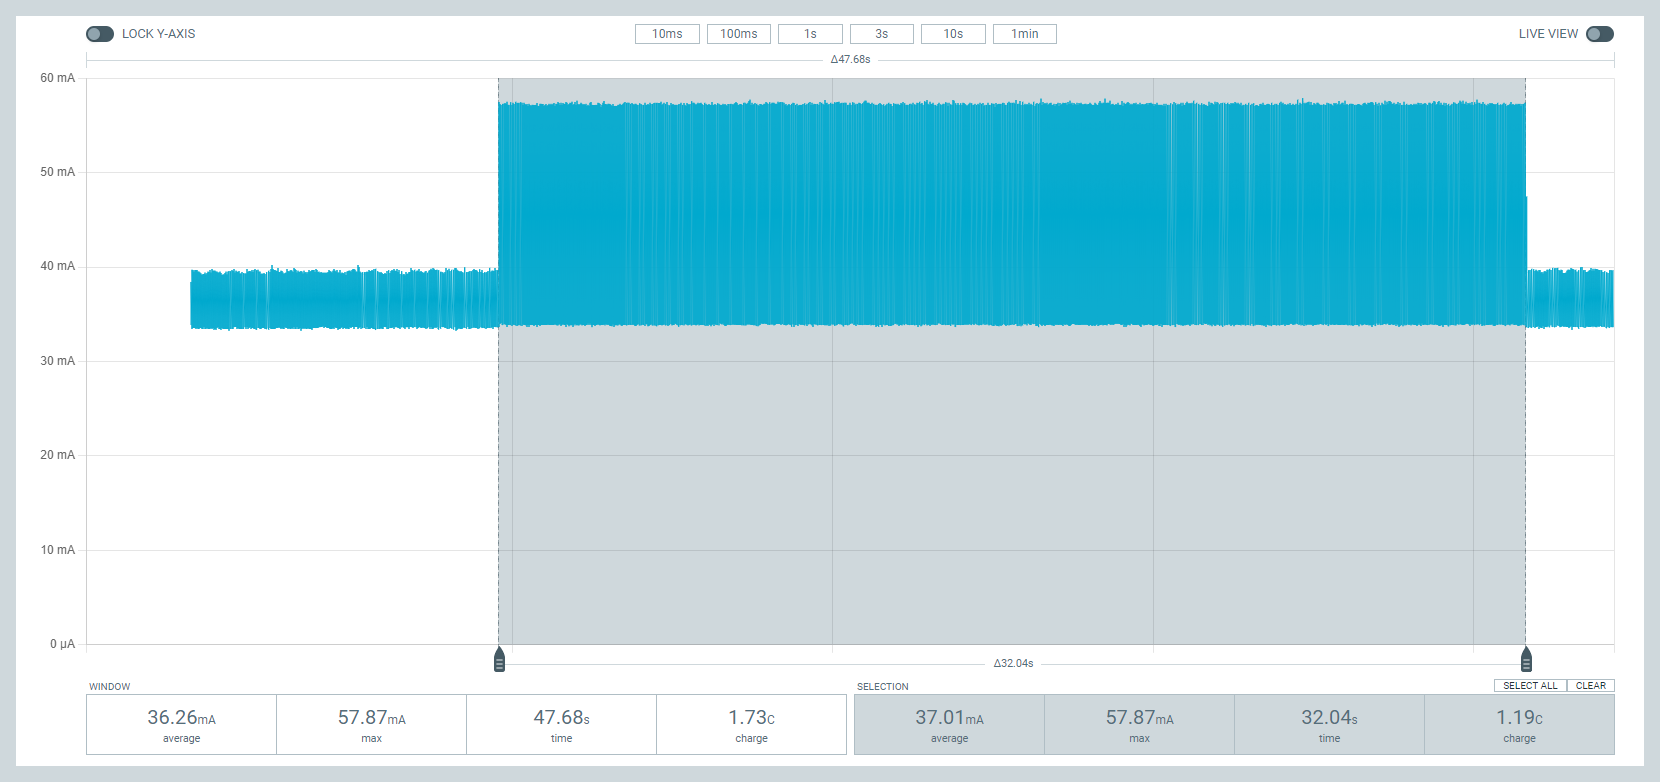 LOCK Y-AXIS
10ms 100ms 1s 3s 10s 1min
LIVE VIEW
Δ47.68s
60 mA
50 mA
40 mA
30 mA
20 mA
10 mA
0 μA
Δ32.04s
WINDOW
36.26mA average
57.87mA max
47.68s time
1.73C charge
SELECTION
SELECT ALL CLEAR
37.01mA average
57.87mA max
32.04s time
1.19C charge